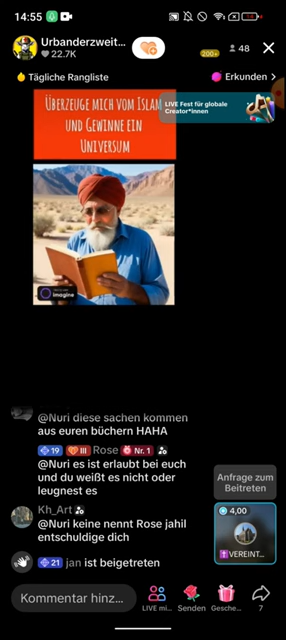 14:55
Urbanderzweit...
22.7K
200+
48
Tägliche Rangliste
Erkunden >
ÜBERZEUGE MICH VOM ISLAM
UND GEWINNE EIN
UNIVERSUM
LIVE Fest für globale
Creator*innen
imagine
@Nuri diese sachen kommen
aus euren büchern HAHA
19 III Rose Nr. 1
@Nuri es ist erlaubt bei euch
und du weißt es nicht oder
leugnest es
Kh_Art
@Nuri keine nennt Rose jahil
entschuldige dich
21 jan ist beigetreten
Anfrage zum
Beitreten
4,00
VEREINT...
Kommentar hinz...
LIVE mi...
Senden
Gesche...
7